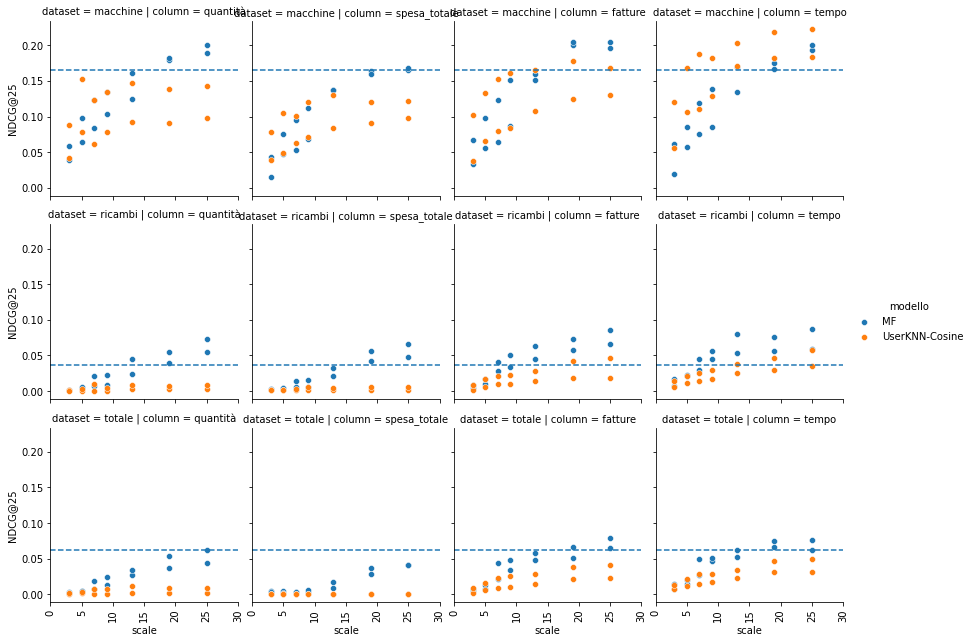 dataset = macchine | column = quantità
dataset = macchine | column = spesa_totale
dataset = macchine | column = fatture
dataset = macchine | column = tempo
NDCG@25
0.20
0.15
0.10
0.05
0.00
dataset = ricambi | column = quantità
dataset = ricambi | column = spesa_totale
dataset = ricambi | column = fatture
dataset = ricambi | column = tempo
NDCG@25
0.20
0.15
0.10
0.05
0.00
modello
MF
UserKNN-Cosine
dataset = totale | column = quantità
dataset = totale | column = spesa_totale
dataset = totale | column = fatture
dataset = totale | column = tempo
NDCG@25
0.20
0.15
0.10
0.05
0.00
0 5 10 15 20 25 30
0 5 10 15 20 25 30
0 5 10 15 20 25 30
0 5 10 15 20 25 30
scale
scale
scale
scale